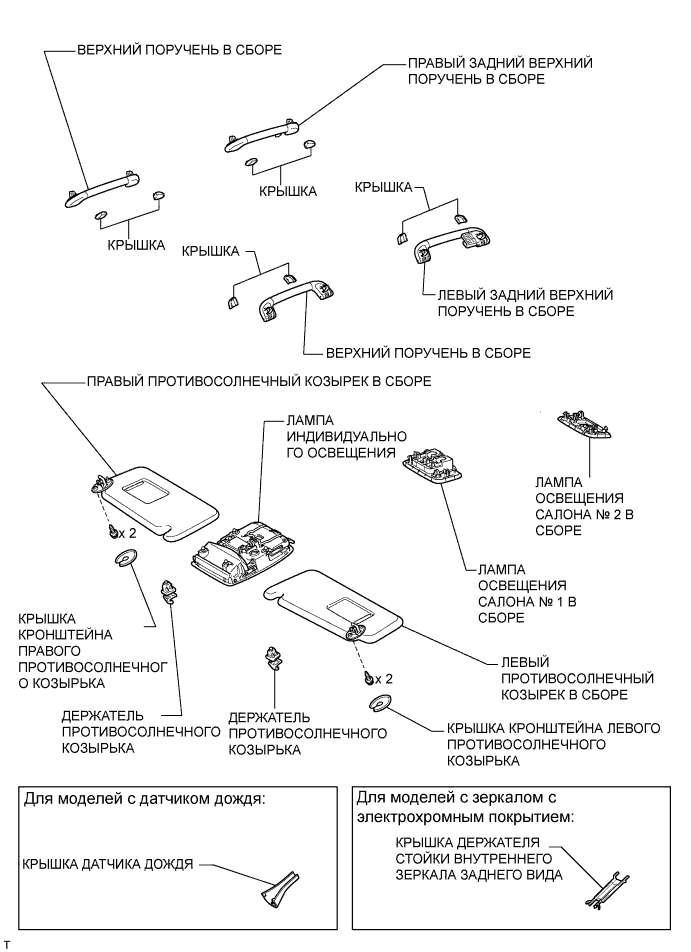 ВЕРХНИЙ ПОРУЧЕНЬ В СБОРЕ
ПРАВЫЙ ЗАДНИЙ ВЕРХНИЙ
ПОРУЧЕНЬ В СБОРЕ
КРЫШКА
КРЫШКА
КРЫШКА
КРЫШКА
ЛЕВЫЙ ЗАДНИЙ ВЕРХНИЙ
ПОРУЧЕНЬ В СБОРЕ
ВЕРХНИЙ ПОРУЧЕНЬ В СБОРЕ
ПРАВЫЙ ПРОТИВОСОЛНЕЧНЫЙ КОЗЫРЕК В СБОРЕ
ЛАМПА
ИНДИВИДУАЛЬНО
ГО ОСВЕЩЕНИЯ
ЛАМПА
ОСВЕЩЕНИЯ
САЛОНА № 2 В
СБОРЕ
x 2
ЛАМПА
ОСВЕЩЕНИЯ
САЛОНА № 1 В
СБОРЕ
КРЫШКА
КРОНШТЕЙНА
ПРАВОГО
ПРОТИВОСОЛНЕЧНОГ
О КОЗЫРЬКА
x 2
ЛЕВЫЙ
ПРОТИВОСОЛНЕЧНЫЙ
КОЗЫРЕК В СБОРЕ
ДЕРЖАТЕЛЬ
ПРОТИВОСОЛНЕЧНОГО
КОЗЫРЬКА
ДЕРЖАТЕЛЬ
ПРОТИВОСОЛНЕЧНОГО
КОЗЫРЬКА
КРЫШКА КРОНШТЕЙНА ЛЕВОГО
ПРОТИВОСОЛНЕЧНОГО
КОЗЫРЬКА
Для моделей с датчиком дождя:
КРЫШКА ДАТЧИКА ДОЖДЯ
Для моделей с зеркалом с
электрохромным покрытием:
КРЫШКА ДЕРЖАТЕЛЯ
СТОЙКИ ВНУТРЕННЕГО
ЗЕРКАЛА ЗАДНЕГО ВИДА
T